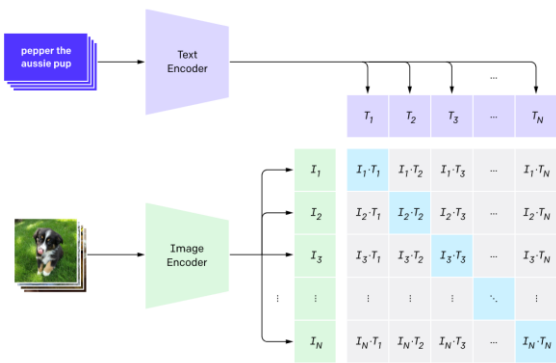 pepper the
aussie pup
Text
Encoder
...
T1 T2 T3 ... TN
I1 I1·T1 I1·T2 I1·T3 ... I1·TN
I2 I2·T1 I2·T2 I2·T3 ... I2·TN
I3 I3·T1 I3·T2 I3·T3 ... I3·TN
Image
Encoder
⋮ ⋮ ⋮ ⋮ ⋮ ⋱ ⋮
IN IN·T1 IN·T2 IN·T3 ... IN·TN